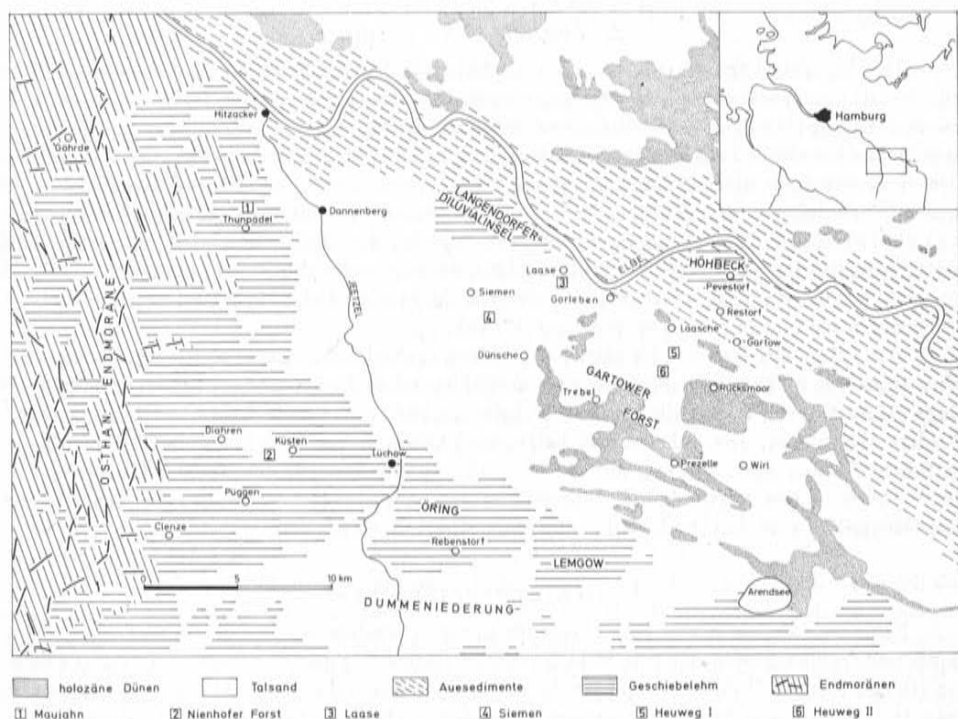 Hamburg
Hitzacker
Göhrde
1
Thunpadel
Dannenberg
LANGENDORFER-
DILUVIALINSEL
ELBE
HÖHBECK
Pevestorf
Laase
3
Gorleben
Siemen
4
Restorf
Laasche
Gartow
JEETZEL
Dünsche
5
6
GARTOWER
FORST
Trebel
Rucksmoor
OSTHAN. ENDMORÄNE
Diahren
Küsten
2
Lüchow
Prezelle
Wirl
Puggen
ÖRING
Clenze
Rebenstorf
LEMGOW
0 5 10 km
Arendsee
DUMMENIEDERUNG
holozäne Dünen Talsand Auesedimente Geschiebelehm Endmoränen
1 Maujahn 2 Nienhofer Forst 3 Laase 4 Siemen 5 Heuweg I 6 Heuweg II